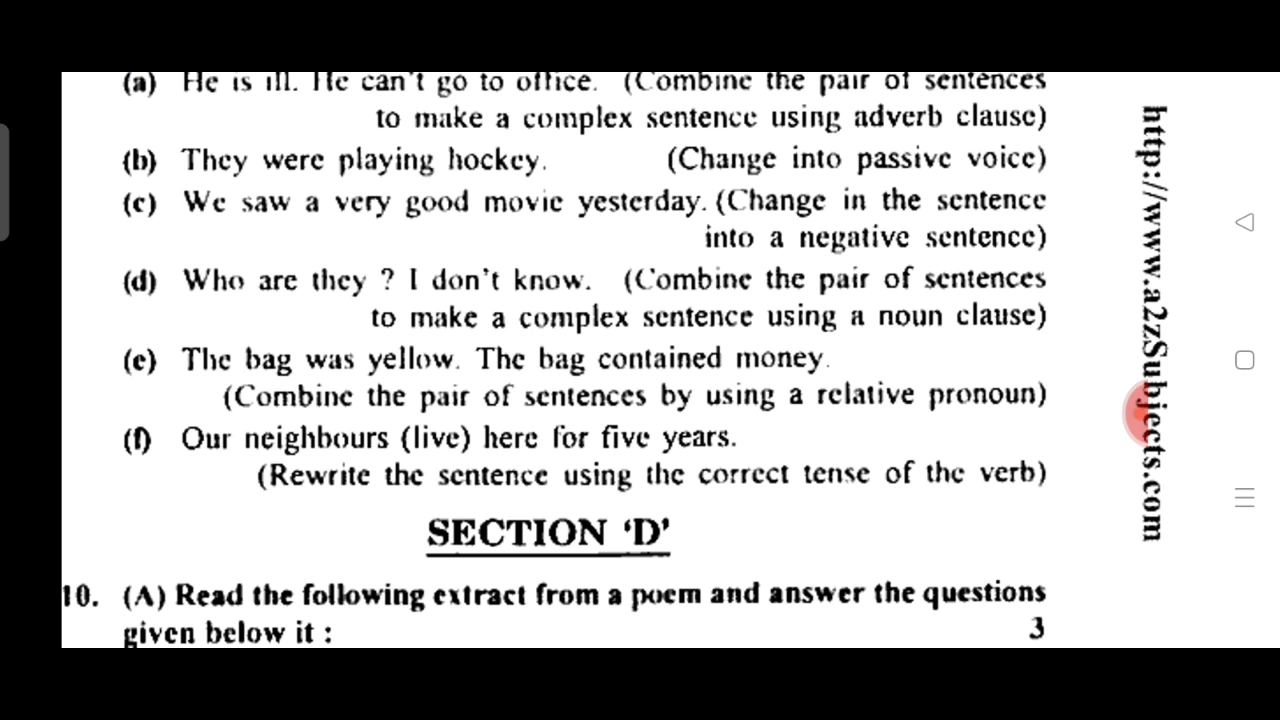 (a) He is ill. He can't go to office. (Combine the pair of sentences
to make a complex sentence using adverb clause)
(b) They were playing hockey. (Change into passive voice)
(c) We saw a very good movie yesterday. (Change in the sentence
into a negative sentence)
(d) Who are they ? I don't know. (Combine the pair of sentences
to make a complex sentence using a noun clause)
(e) The bag was yellow. The bag contained money.
(Combine the pair of sentences by using a relative pronoun)
(f) Our neighbours (live) here for five years.
(Rewrite the sentence using the correct tense of the verb)
SECTION 'D'
10. (A) Read the following extract from a poem and answer the questions
given below it : 3
http://www.a2zSubjects.com